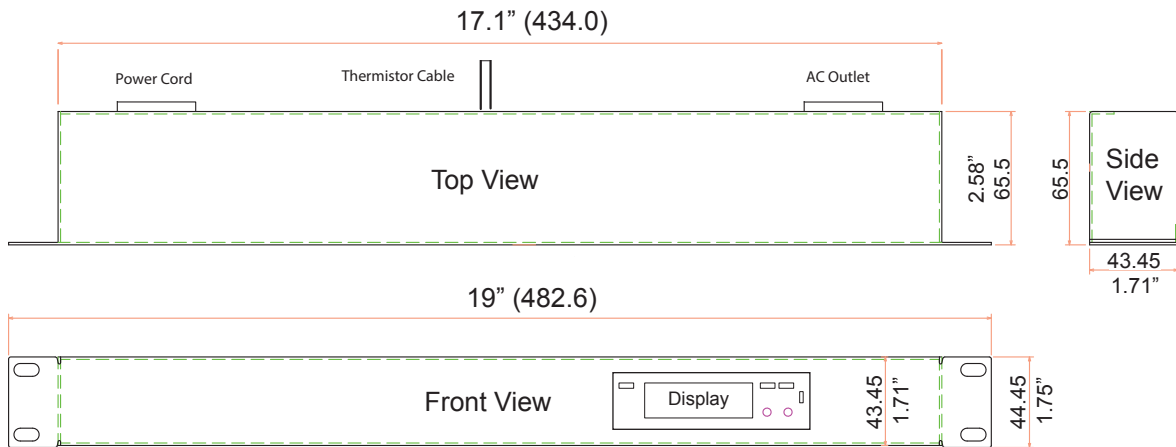 17.1” (434.0)
Power Cord
Thermistor Cable
AC Outlet
Top View
2.58”
65.5
65.5
Side
View
43.45
1.71”
19” (482.6)
Front View
Display
43.45
1.71”
44.45
1.75”